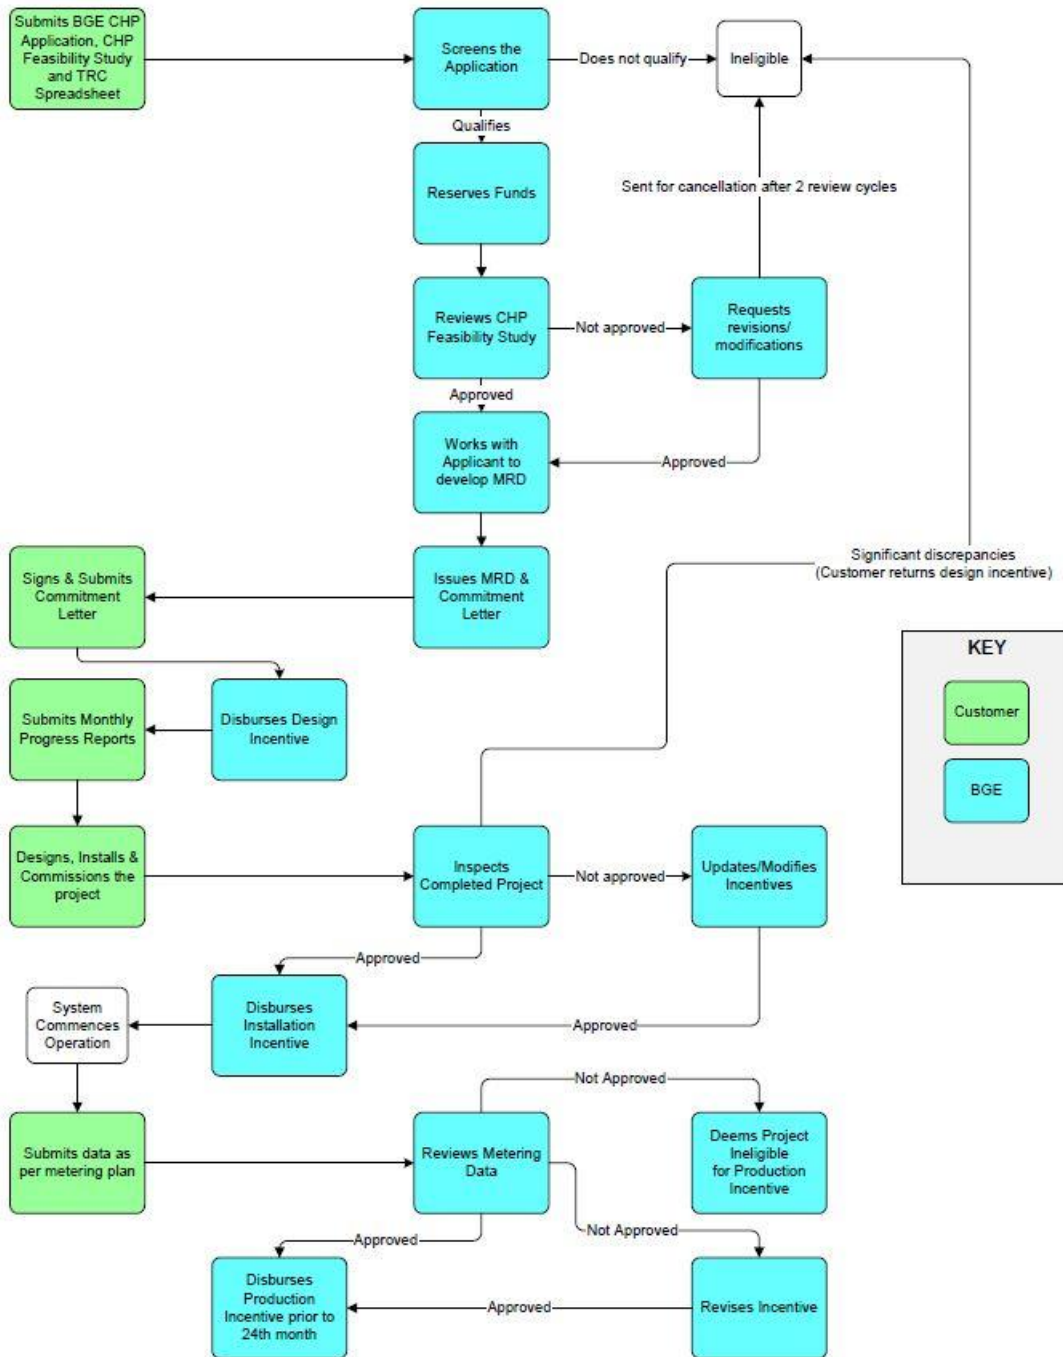 Submits BGE CHP
Application, CHP
Feasibility Study
and TRC
Spreadsheet
Screens the
Application
Does not qualify
Ineligible
Qualifies
Reserves Funds
Sent for cancellation after 2 review cycles
Reviews CHP
Feasibility Study
Not approved
Requests
revisions/
modifications
Approved
Works with
Applicant to
develop MRD
Approved
Significant discrepancies
(Customer returns design incentive)
Signs & Submits
Commitment
Letter
Issues MRD &
Commitment
Letter
KEY
Customer
BGE
Submits Monthly
Progress Reports
Disburses Design
Incentive
Designs, Installs &
Commissions the
project
Inspects
Completed Project
Not approved
Updates/Modifies
Incentives
Approved
System
Commences
Operation
Disburses
Installation
Incentive
Approved
Not Approved
Submits data as
per metering plan
Reviews Metering
Data
Deems Project
Ineligible
for Production
Incentive
Not Approved
Approved
Disburses
Production
Incentive prior to
24th month
Approved
Revises Incentive